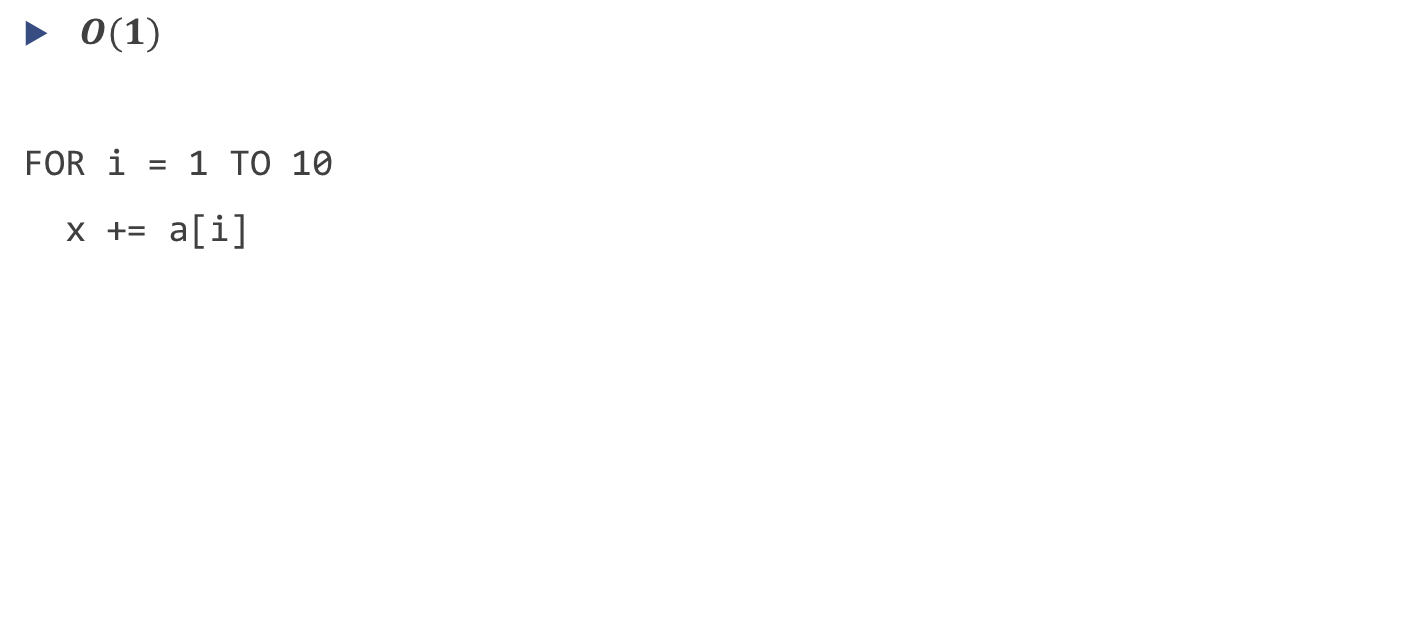 ▶ O(1)
FOR i = 1 TO 10
  x += a[i]